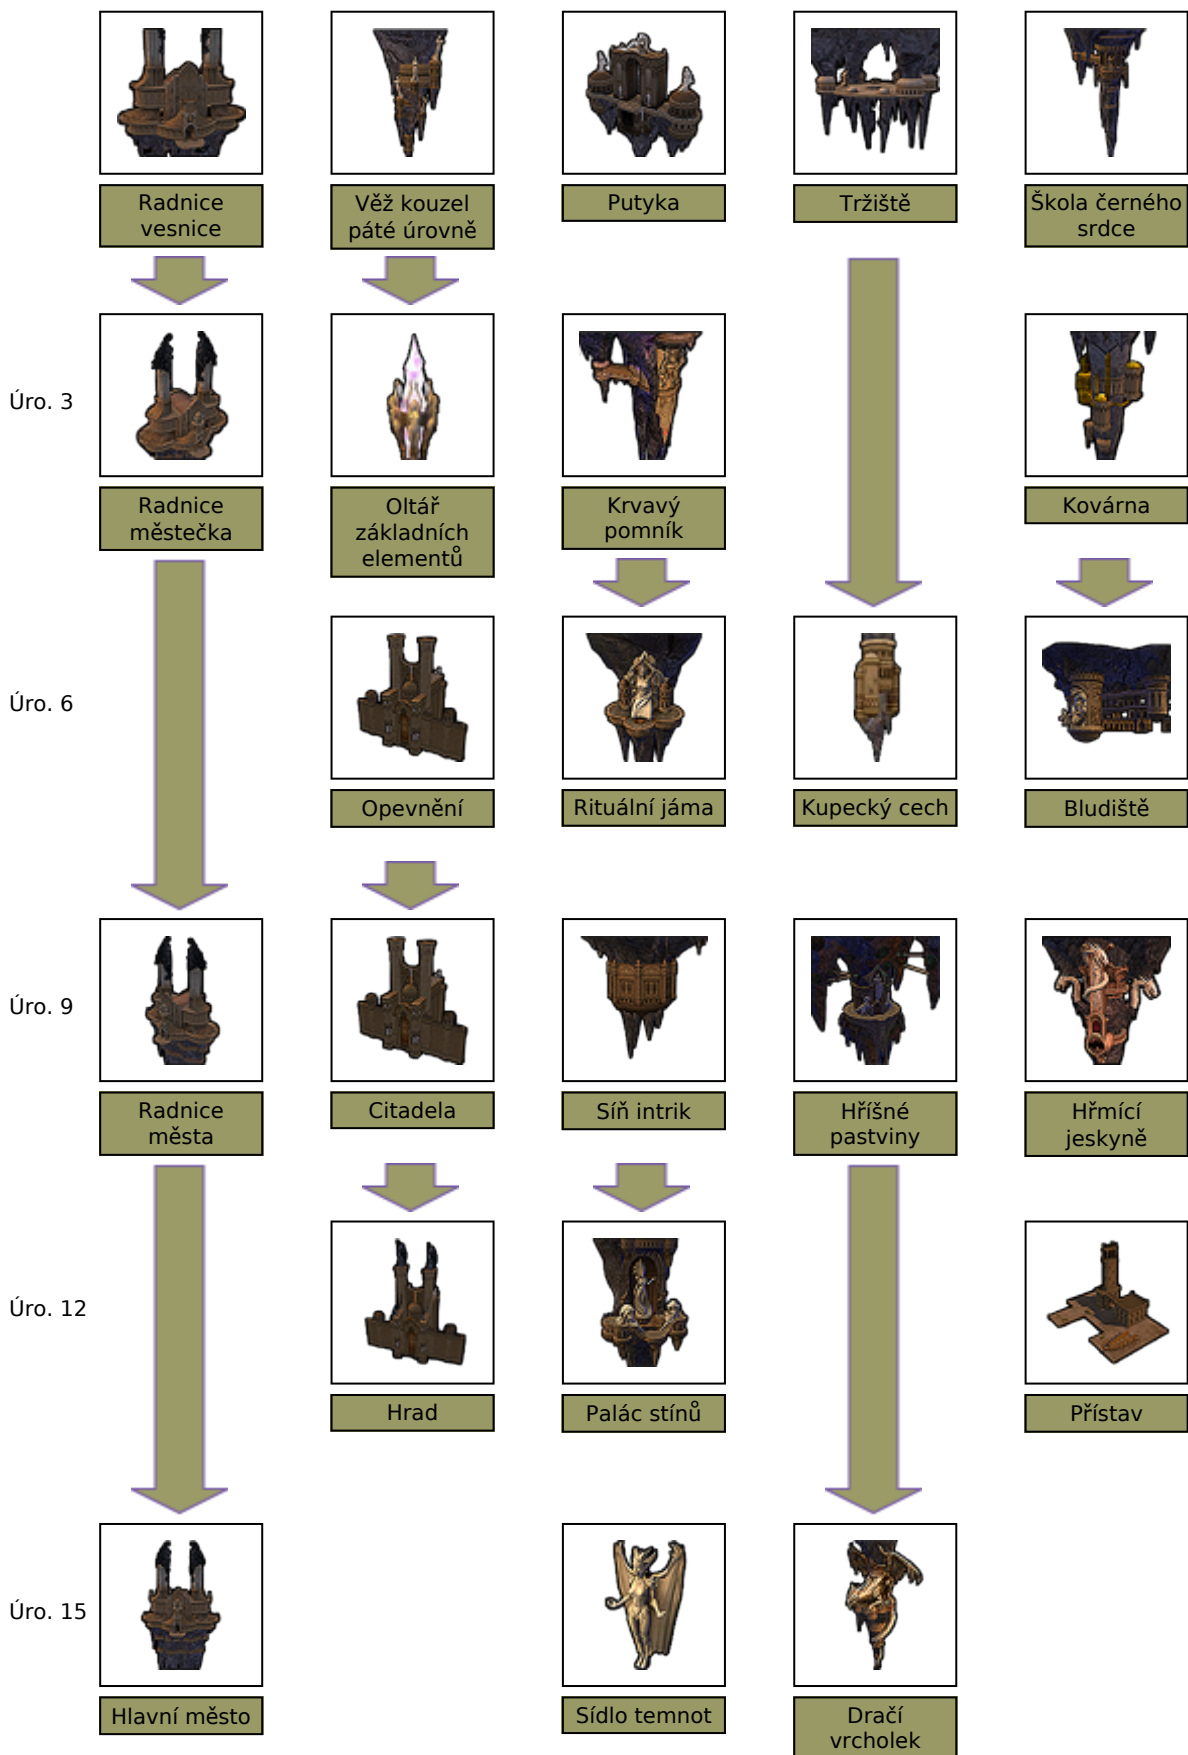 Radnice
vesnice
Věž kouzel
páté úrovně
Putyka
Tržiště
Škola černého
srdce
Úro. 3
Radnice
městečka
Oltář
základních
elementů
Krvavý
pomník
Kovárna
Úro. 6
Opevnění
Rituální jáma
Kupecký cech
Bludiště
Úro. 9
Radnice
města
Citadela
Síň intrik
Hříšné
pastviny
Hřmící
jeskyně
Úro. 12
Hrad
Palác stínů
Přístav
Úro. 15
Hlavní město
Sídlo temnot
Dračí
vrcholek